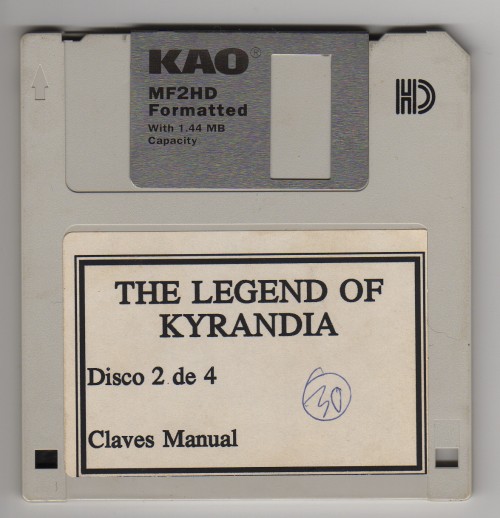 KAO®
MF2HD
Formatted
With 1.44 MB
Capacity
HD
THE LEGEND OF
KYRANDIA
Disco 2 de 4
30
Claves Manual